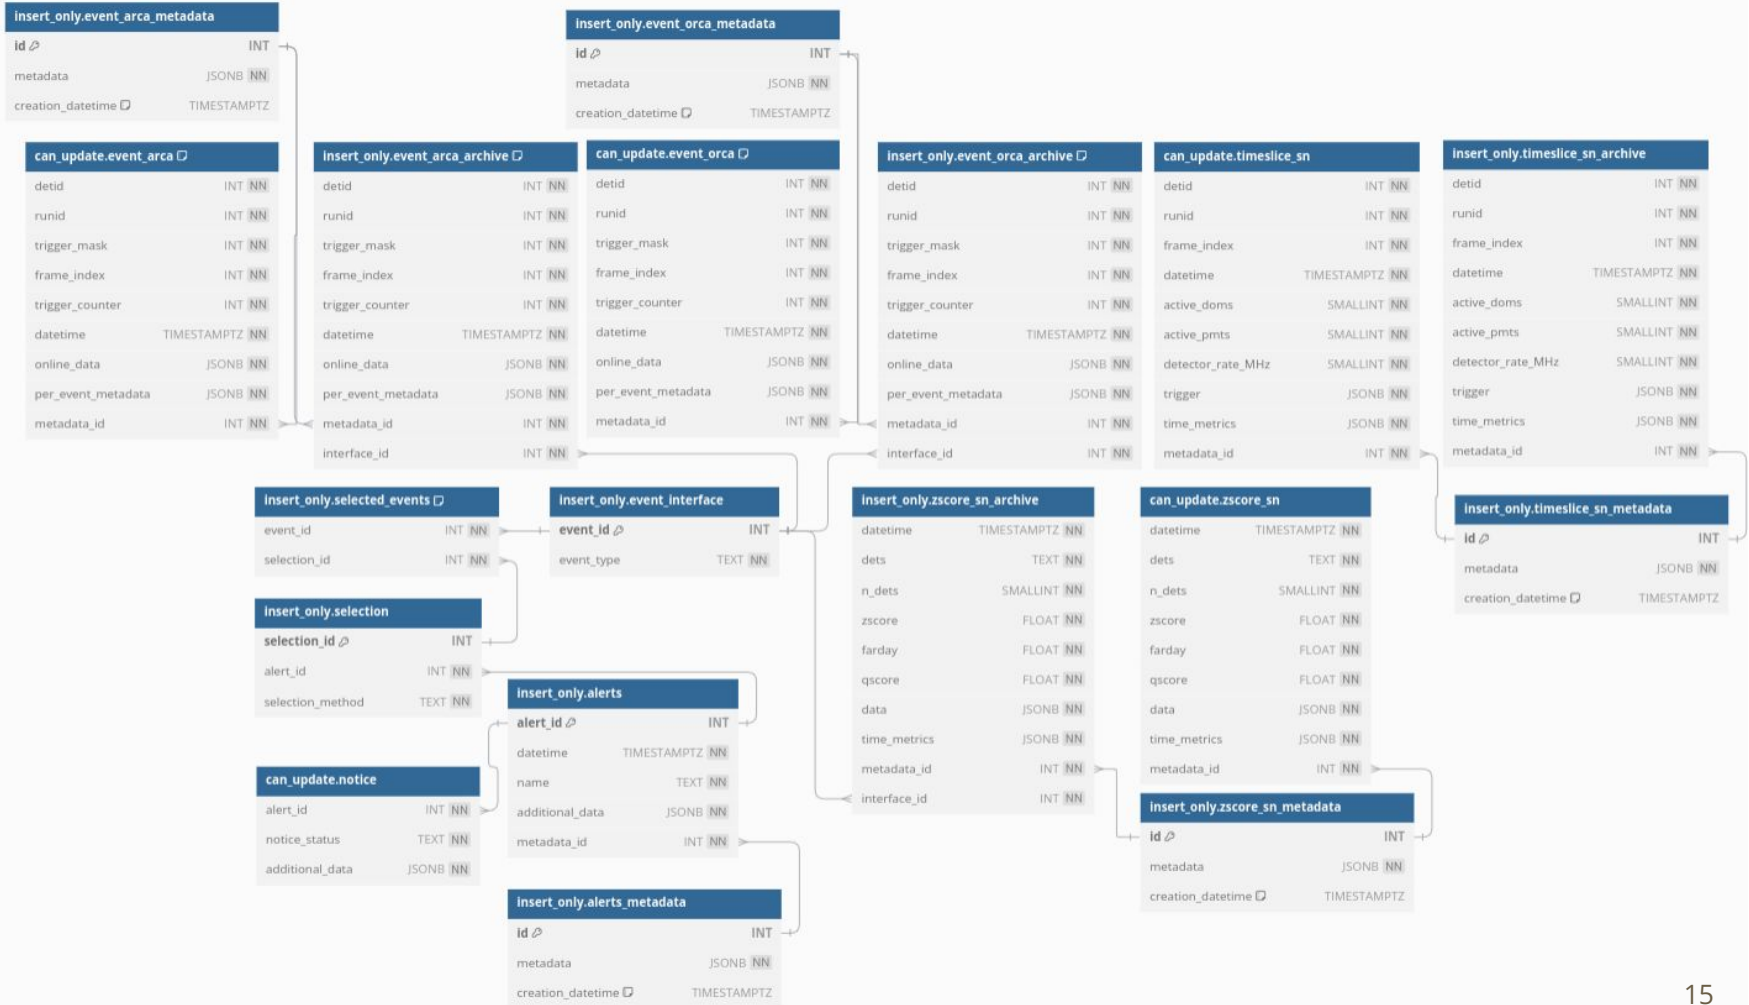 insert_only.event_arca_metadata
id INT
metadata JSONB NN
creation_datetime TIMESTAMPTZ
insert_only.event_orca_metadata
id INT
metadata JSONB NN
creation_datetime TIMESTAMPTZ
can_update.event_arca
detid INT NN
runid INT NN
trigger_mask INT NN
frame_index INT NN
trigger_counter INT NN
datetime TIMESTAMPTZ NN
online_data JSONB NN
per_event_metadata JSONB NN
metadata_id INT NN
insert_only.event_arca_archive
detid INT NN
runid INT NN
trigger_mask INT NN
frame_index INT NN
trigger_counter INT NN
datetime TIMESTAMPTZ NN
online_data JSONB NN
per_event_metadata JSONB NN
metadata_id INT NN
interface_id INT NN
can_update.event_orca
detid INT NN
runid INT NN
trigger_mask INT NN
frame_index INT NN
trigger_counter INT NN
datetime TIMESTAMPTZ NN
online_data JSONB NN
per_event_metadata JSONB NN
metadata_id INT NN
insert_only.event_orca_archive
detid INT NN
runid INT NN
trigger_mask INT NN
frame_index INT NN
trigger_counter INT NN
datetime TIMESTAMPTZ NN
online_data JSONB NN
per_event_metadata JSONB NN
metadata_id INT NN
interface_id INT NN
can_update.timeslice_sn
detid INT NN
runid INT NN
frame_index INT NN
datetime TIMESTAMPTZ NN
active_doms SMALLINT NN
active_pmts SMALLINT NN
detector_rate_MHz SMALLINT NN
trigger JSONB NN
time_metrics JSONB NN
metadata_id INT NN
insert_only.timeslice_sn_archive
detid INT NN
runid INT NN
frame_index INT NN
datetime TIMESTAMPTZ NN
active_doms SMALLINT NN
active_pmts SMALLINT NN
detector_rate_MHz SMALLINT NN
trigger JSONB NN
time_metrics JSONB NN
metadata_id INT NN
insert_only.selected_events
event_id INT NN
selection_id INT NN
insert_only.event_interface
event_id INT
event_type TEXT NN
insert_only.zscore_sn_archive
datetime TIMESTAMPTZ NN
dets TEXT NN
n_dets SMALLINT NN
zscore FLOAT NN
farday FLOAT NN
qscore FLOAT NN
data JSONB NN
time_metrics JSONB NN
metadata_id INT NN
interface_id INT NN
can_update.zscore_sn
datetime TIMESTAMPTZ NN
dets TEXT NN
n_dets SMALLINT NN
zscore FLOAT NN
farday FLOAT NN
qscore FLOAT NN
data JSONB NN
time_metrics JSONB NN
metadata_id INT NN
insert_only.timeslice_sn_metadata
id INT
metadata JSONB NN
creation_datetime TIMESTAMPTZ
insert_only.selection
selection_id INT
alert_id INT NN
selection_method TEXT NN
insert_only.alerts
alert_id INT
datetime TIMESTAMPTZ NN
name TEXT NN
additional_data JSONB NN
metadata_id INT NN
can_update.notice
alert_id INT NN
notice_status TEXT NN
additional_data JSONB NN
insert_only.zscore_sn_metadata
id INT
metadata JSONB NN
creation_datetime TIMESTAMPTZ
insert_only.alerts_metadata
id INT
metadata JSONB NN
creation_datetime TIMESTAMPTZ
15